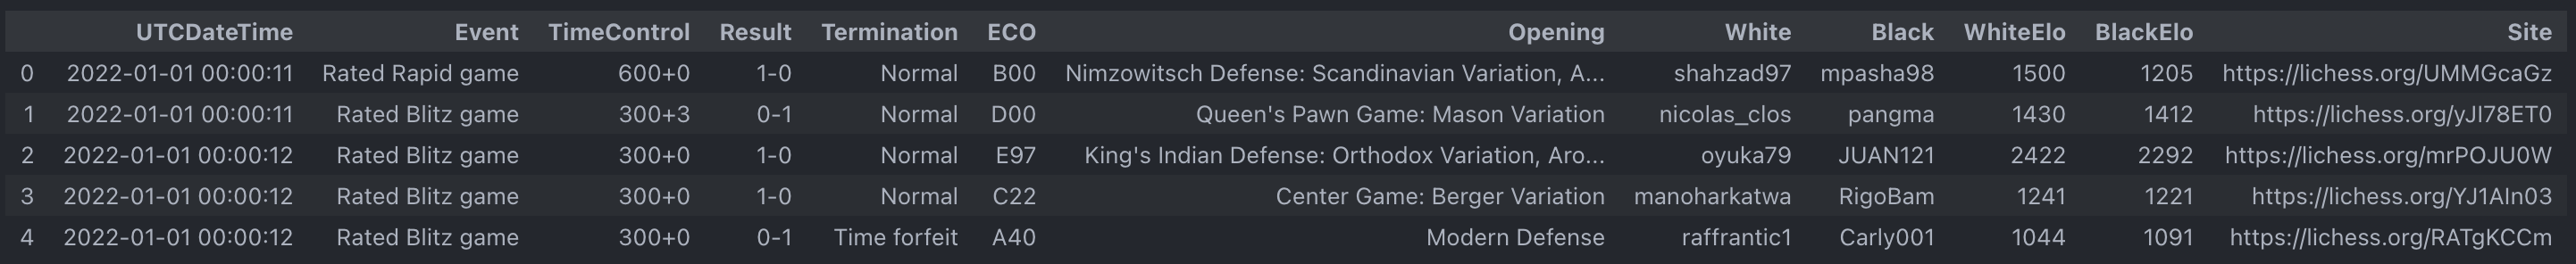 UTCDateTime Event TimeControl Result Termination ECO Opening White Black WhiteElo BlackElo Site
0 2022-01-01 00:00:11 Rated Rapid game 600+0 1-0 Normal B00 Nimzowitsch Defense: Scandinavian Variation, A... shahzad97 mpasha98 1500 1205 https://lichess.org/UMMGcaGz
1 2022-01-01 00:00:11 Rated Blitz game 300+3 0-1 Normal D00 Queen's Pawn Game: Mason Variation nicolas_clos pangma 1430 1412 https://lichess.org/yJI78ET0
2 2022-01-01 00:00:12 Rated Blitz game 300+0 1-0 Normal E97 King's Indian Defense: Orthodox Variation, Aro... oyuka79 JUAN121 2422 2292 https://lichess.org/mrPOJU0W
3 2022-01-01 00:00:12 Rated Blitz game 300+0 1-0 Normal C22 Center Game: Berger Variation manoharkatwa RigoBam 1241 1221 https://lichess.org/YJ1AIn03
4 2022-01-01 00:00:12 Rated Blitz game 300+0 0-1 Time forfeit A40 Modern Defense raffrantic1 Carly001 1044 1091 https://lichess.org/RATgKCCm